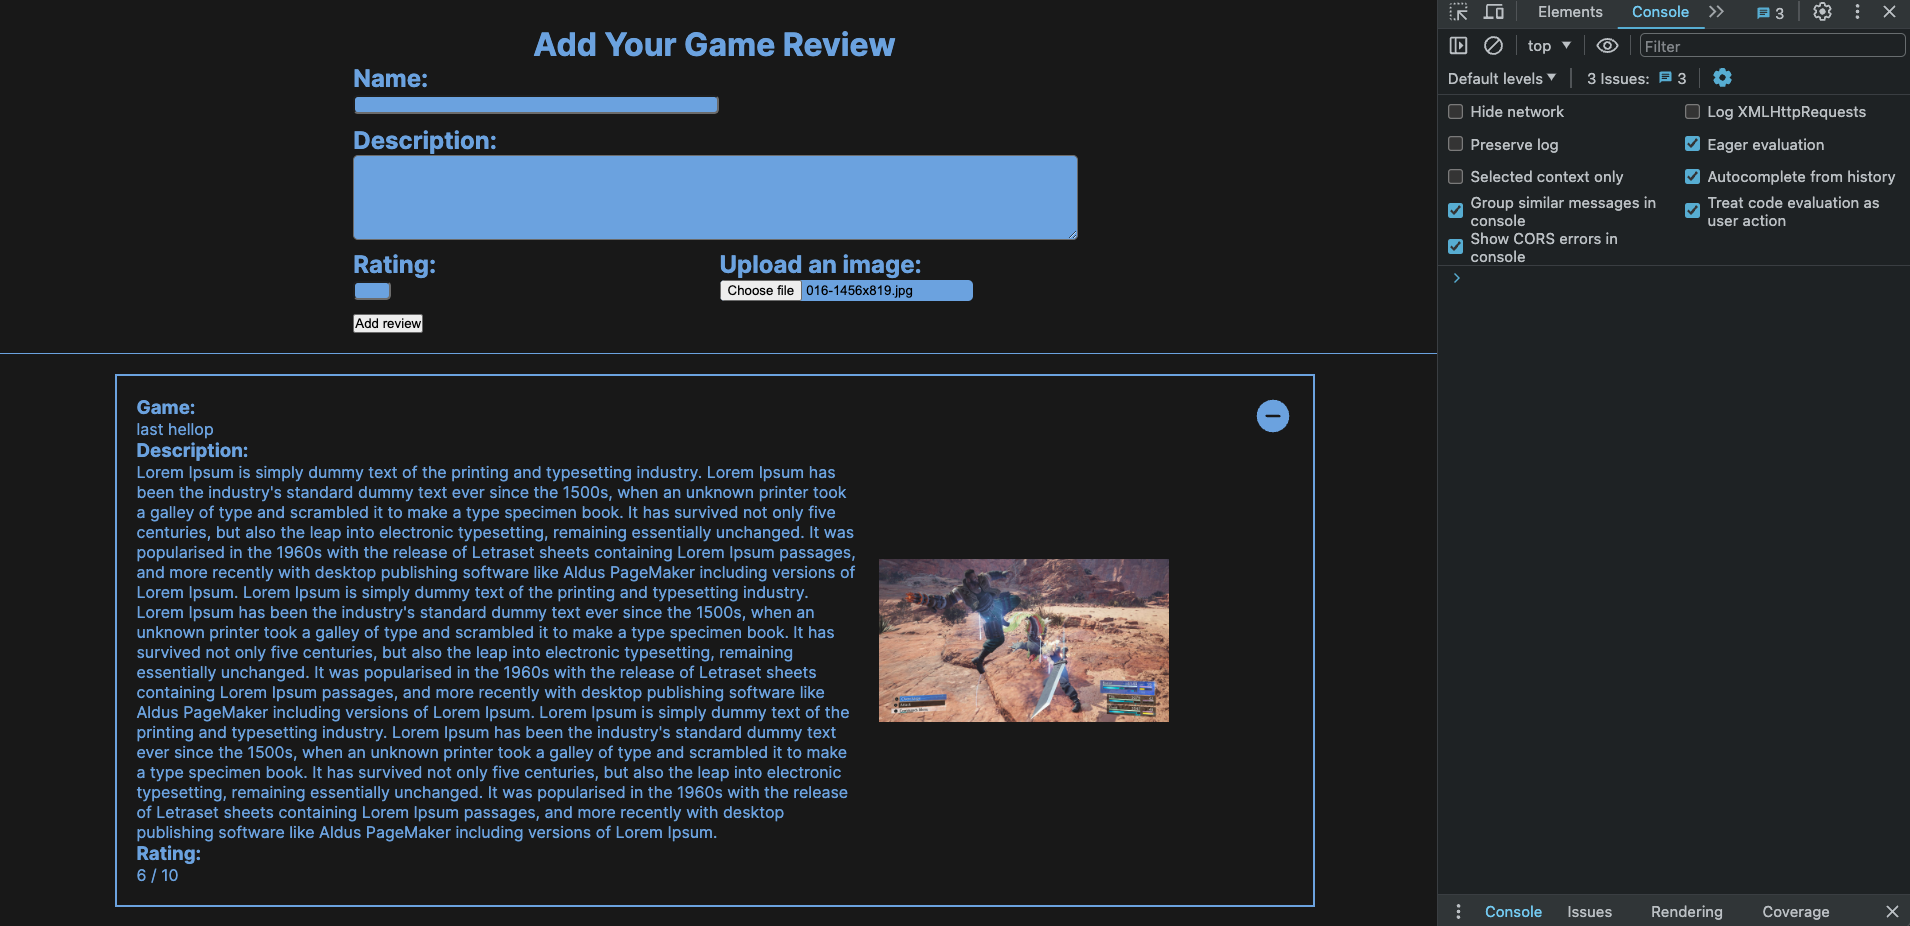 Add Your Game Review
Name:
Description:
Rating:
Upload an image:
Choose file 016-1456x819.jpg
Add review
Game:
last hellop
Description:
Lorem Ipsum is simply dummy text of the printing and typesetting industry. Lorem Ipsum has
been the industry's standard dummy text ever since the 1500s, when an unknown printer took
a galley of type and scrambled it to make a type specimen book. It has survived not only five
centuries, but also the leap into electronic typesetting, remaining essentially unchanged. It was
popularised in the 1960s with the release of Letraset sheets containing Lorem Ipsum passages,
and more recently with desktop publishing software like Aldus PageMaker including versions of
Lorem Ipsum. Lorem Ipsum is simply dummy text of the printing and typesetting industry.
Lorem Ipsum has been the industry's standard dummy text ever since the 1500s, when an
unknown printer took a galley of type and scrambled it to make a type specimen book. It has
survived not only five centuries, but also the leap into electronic typesetting, remaining
essentially unchanged. It was popularised in the 1960s with the release of Letraset sheets
containing Lorem Ipsum passages, and more recently with desktop publishing software like
Aldus PageMaker including versions of Lorem Ipsum. Lorem Ipsum is simply dummy text of the
printing and typesetting industry. Lorem Ipsum has been the industry's standard dummy text
ever since the 1500s, when an unknown printer took a galley of type and scrambled it to make
a type specimen book. It has survived not only five centuries, but also the leap into electronic
typesetting, remaining essentially unchanged. It was popularised in the 1960s with the release
of Letraset sheets containing Lorem Ipsum passages, and more recently with desktop
publishing software like Aldus PageMaker including versions of Lorem Ipsum.
Rating:
6 / 10
Elements Console 3
top Filter
Default levels 3 Issues: 3
Hide network
Log XMLHttpRequests
Preserve log
Eager evaluation
Selected context only
Autocomplete from history
Group similar messages in
console
Treat code evaluation as
user action
Show CORS errors in
console
Console Issues Rendering Coverage